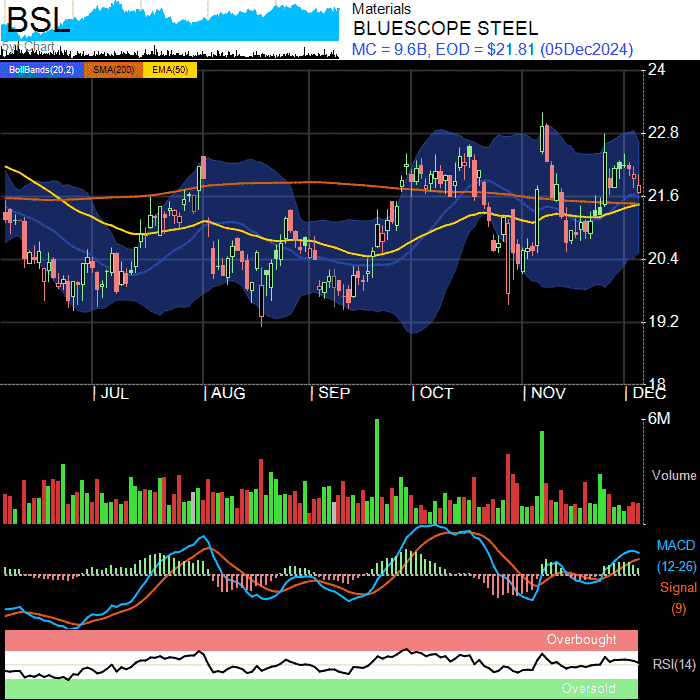 BSL
Materials
BLUESCOPE STEEL
MC = 9.6B, EOD = $21.81 (05Dec2024)
Chart
BollBands(20,2) SMA(200) EMA(50)
24
22.8
21.6
20.4
19.2
18
JUL AUG SEP OCT NOV DEC
6M
Volume
MACD
(12-26)
Signal
(9)
Overbought
RSI(14)
Oversold